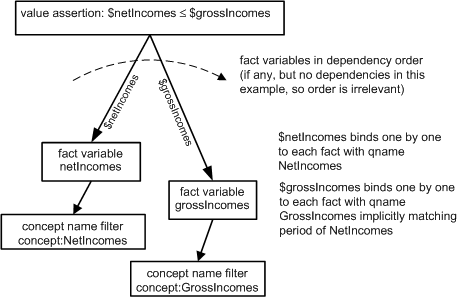 value assertion: $netIncomes ≤ $grossIncomes
fact variables in dependency order
(if any, but no dependencies in this
example, so order is irrelevant)
$netIncomes
$grossIncomes
fact variable
netIncomes
$netIncomes binds one by one
to each fact with qname
NetIncomes
fact variable
grossIncomes
$grossIncomes binds one by one
to each fact with qname
GrossIncomes implicitly matching
period of NetIncomes
concept name filter
concept:NetIncomes
concept name filter
concept:GrossIncomes